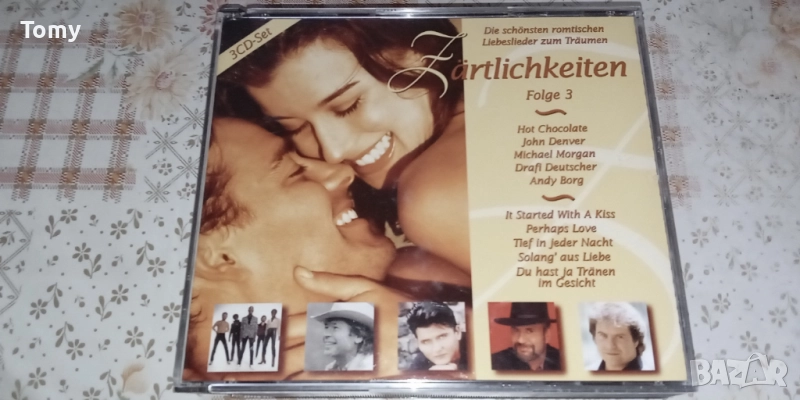 Tomy
3CD-Set
Die schönsten romtischen
Liebeslieder zum Träumen
Zärtlichkeiten
Folge 3
Hot Chocolate
John Denver
Michael Morgan
Drafi Deutscher
Andy Borg
It Started With A Kiss
Perhaps Love
Tief in jeder Nacht
Solang' aus Liebe
Du hast ja Tränen
im Gesicht
BAZAR